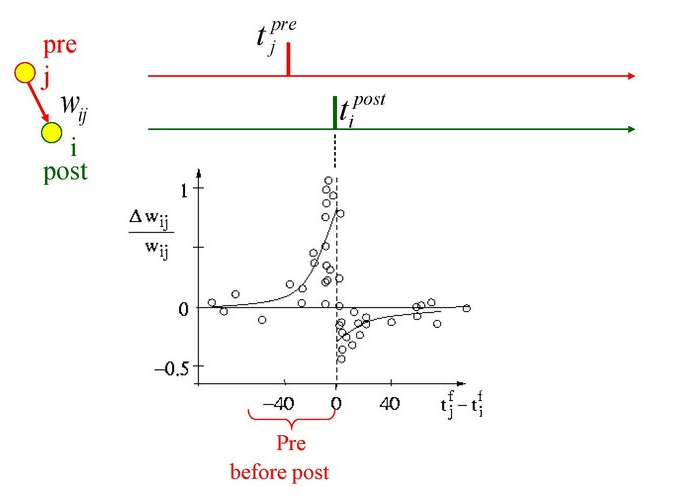 pre
j
w_ij
i
post
t_j^pre
t_i^post
Δ w_ij
w_ij
1
0
−0.5
−40 0 40 t_j^f − t_i^f
Pre
before post